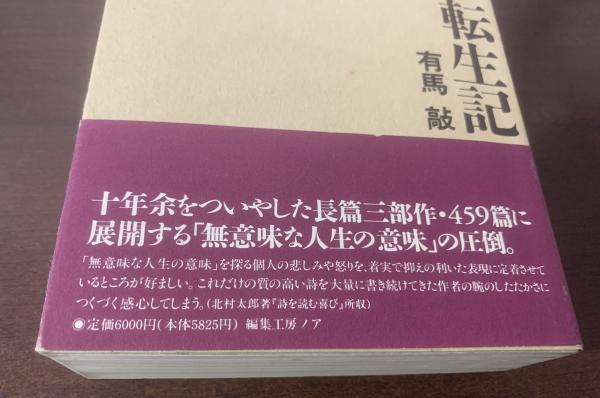 転生記
有馬 敲
十年余をついやした長篇三部作・459篇に
展開する「無意味な人生の意味」の圧倒。
「無意味な人生の意味」を探る個人の悲しみや怒りを、着実で抑えの利いた表現に定着させて
いるところが好ましい。これだけの質の高い詩を大量に書き続けてきた作者の腕のしたたかさに
つくづく感心してしまう。(北村太郎著『詩を読む喜び』所収)
◉定価6000円(本体5825円) 編集工房ノア